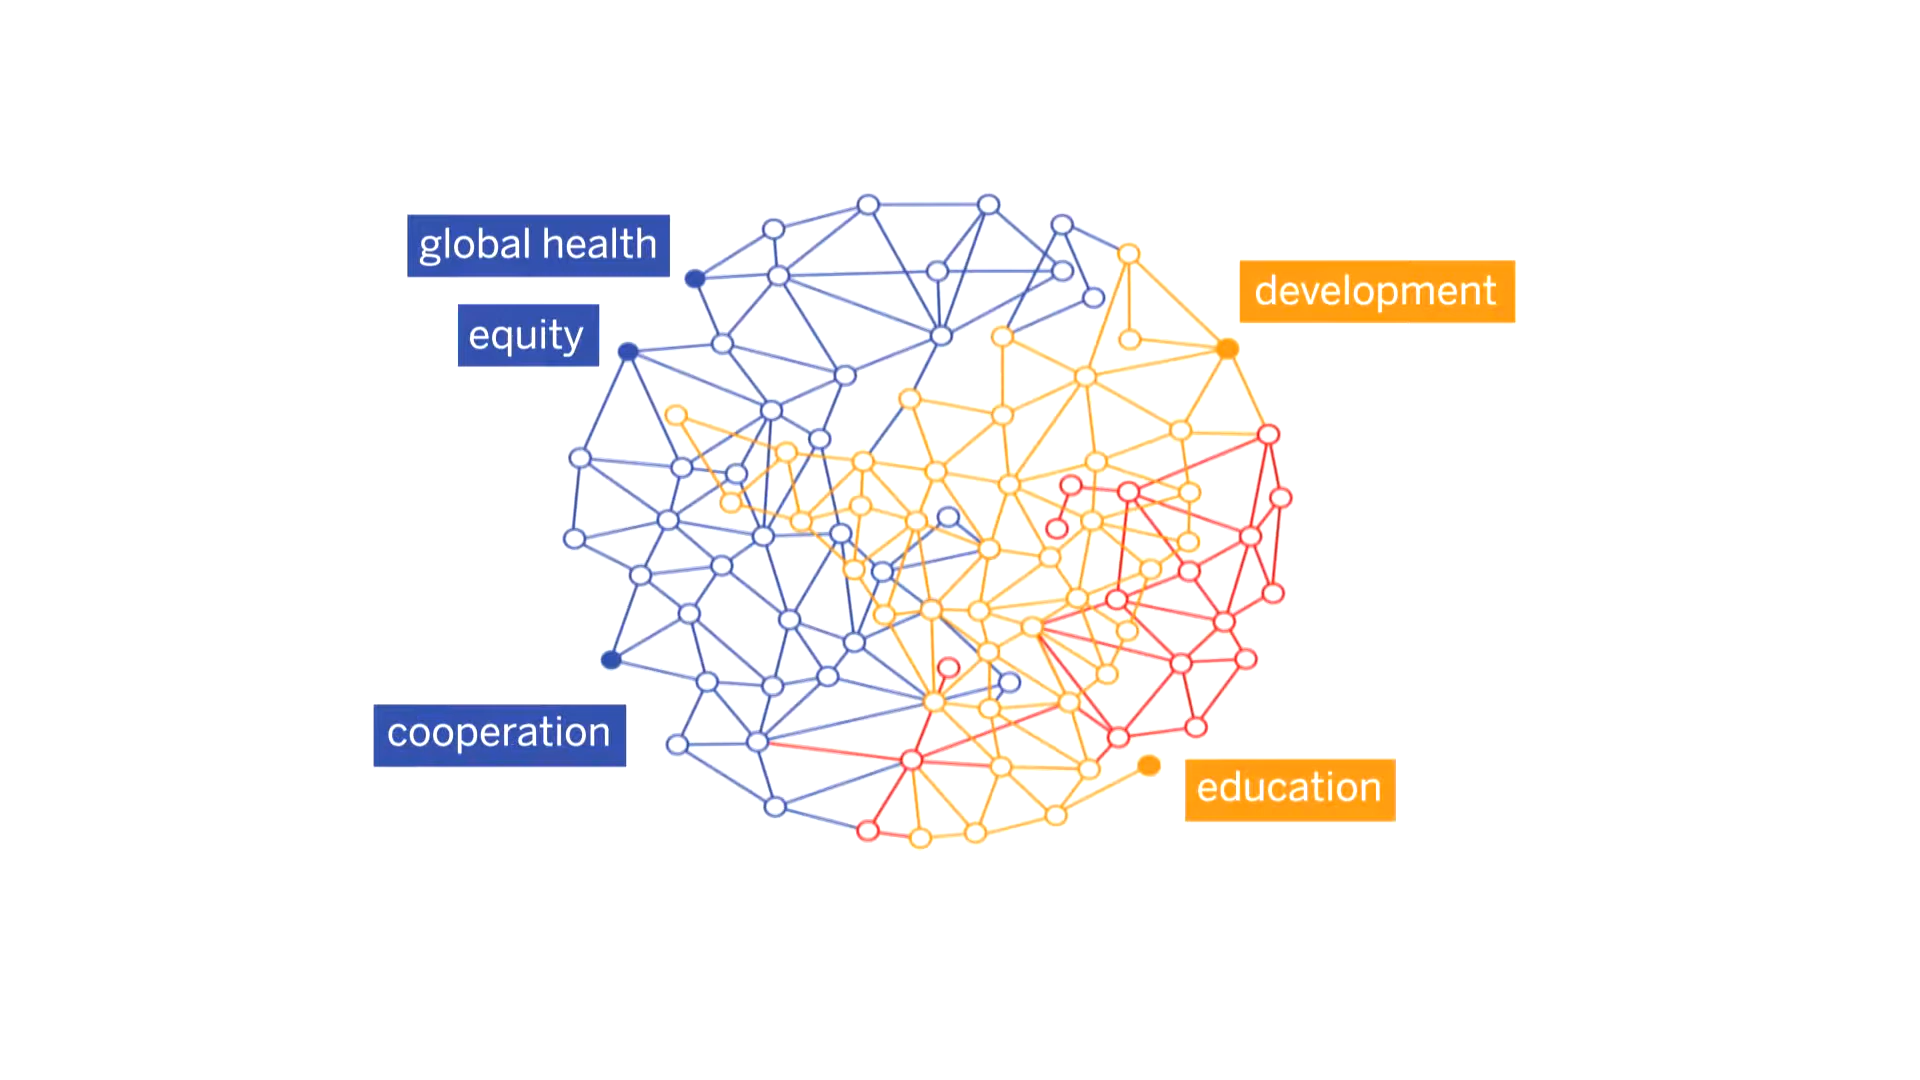 global health
equity
development
cooperation
education